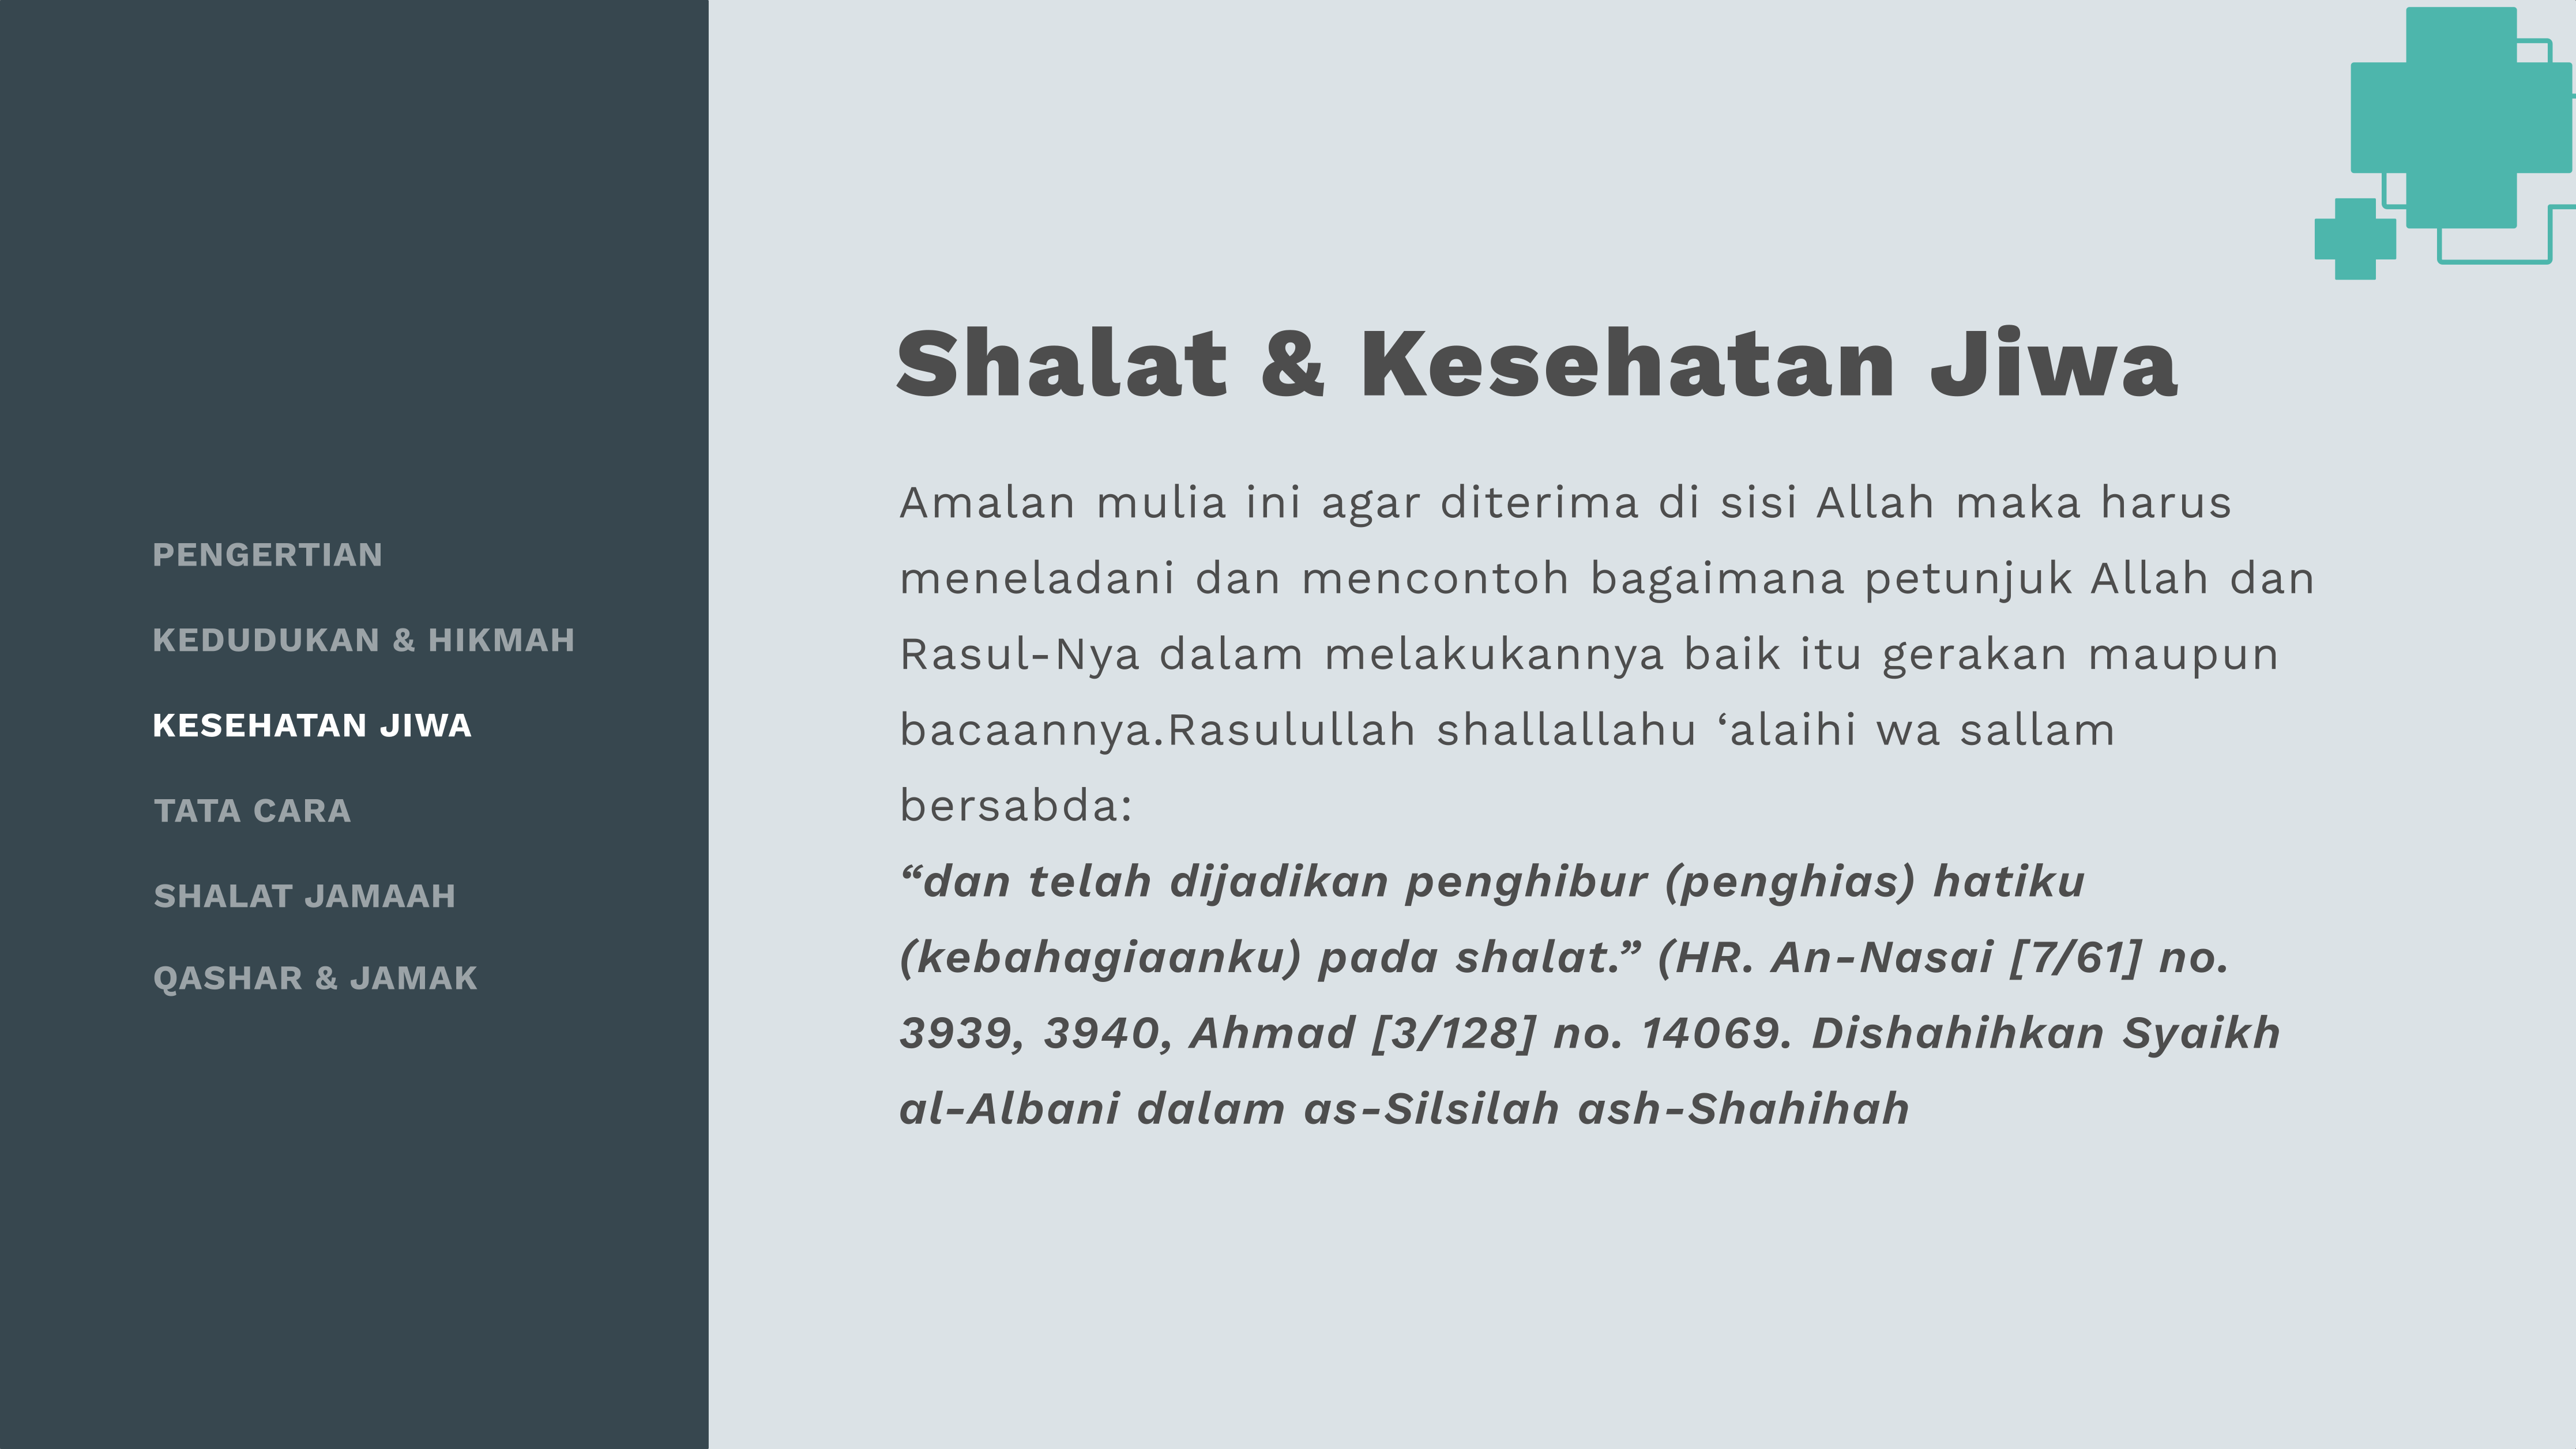 PENGERTIAN
KEDUDUKAN & HIKMAH
KESEHATAN JIWA
TATA CARA
SHALAT JAMAAH
QASHAR & JAMAK
Shalat & Kesehatan Jiwa
Amalan mulia ini agar diterima di sisi Allah maka harus
meneladani dan mencontoh bagaimana petunjuk Allah dan
Rasul-Nya dalam melakukannya baik itu gerakan maupun
bacaannya.Rasulullah shallallahu ‘alaihi wa sallam
bersabda:
“dan telah dijadikan penghibur (penghias) hatiku
(kebahagiaanku) pada shalat.” (HR. An-Nasai [7/61] no.
3939, 3940, Ahmad [3/128] no. 14069. Dishahihkan Syaikh
al-Albani dalam as-Silsilah ash-Shahihah